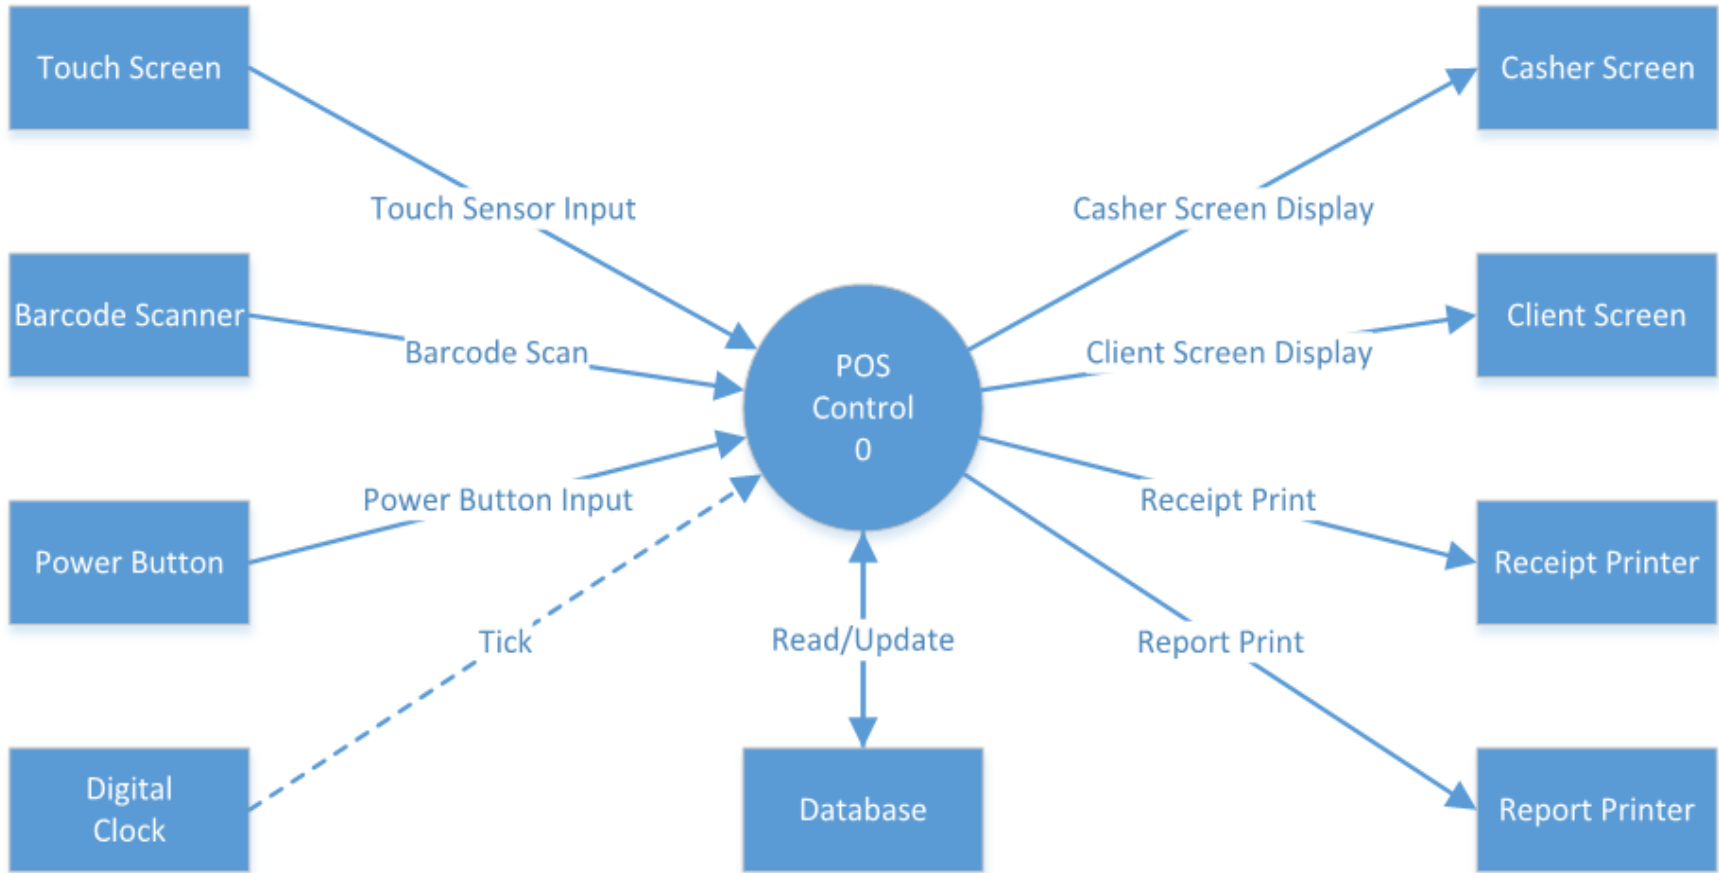 Touch Screen
Casher Screen
Touch Sensor Input
Casher Screen Display
Barcode Scanner
Client Screen
Barcode Scan
Client Screen Display
POS
Control
0
Power Button Input
Receipt Print
Power Button
Receipt Printer
Tick
Read/Update
Report Print
Digital
Clock
Database
Report Printer